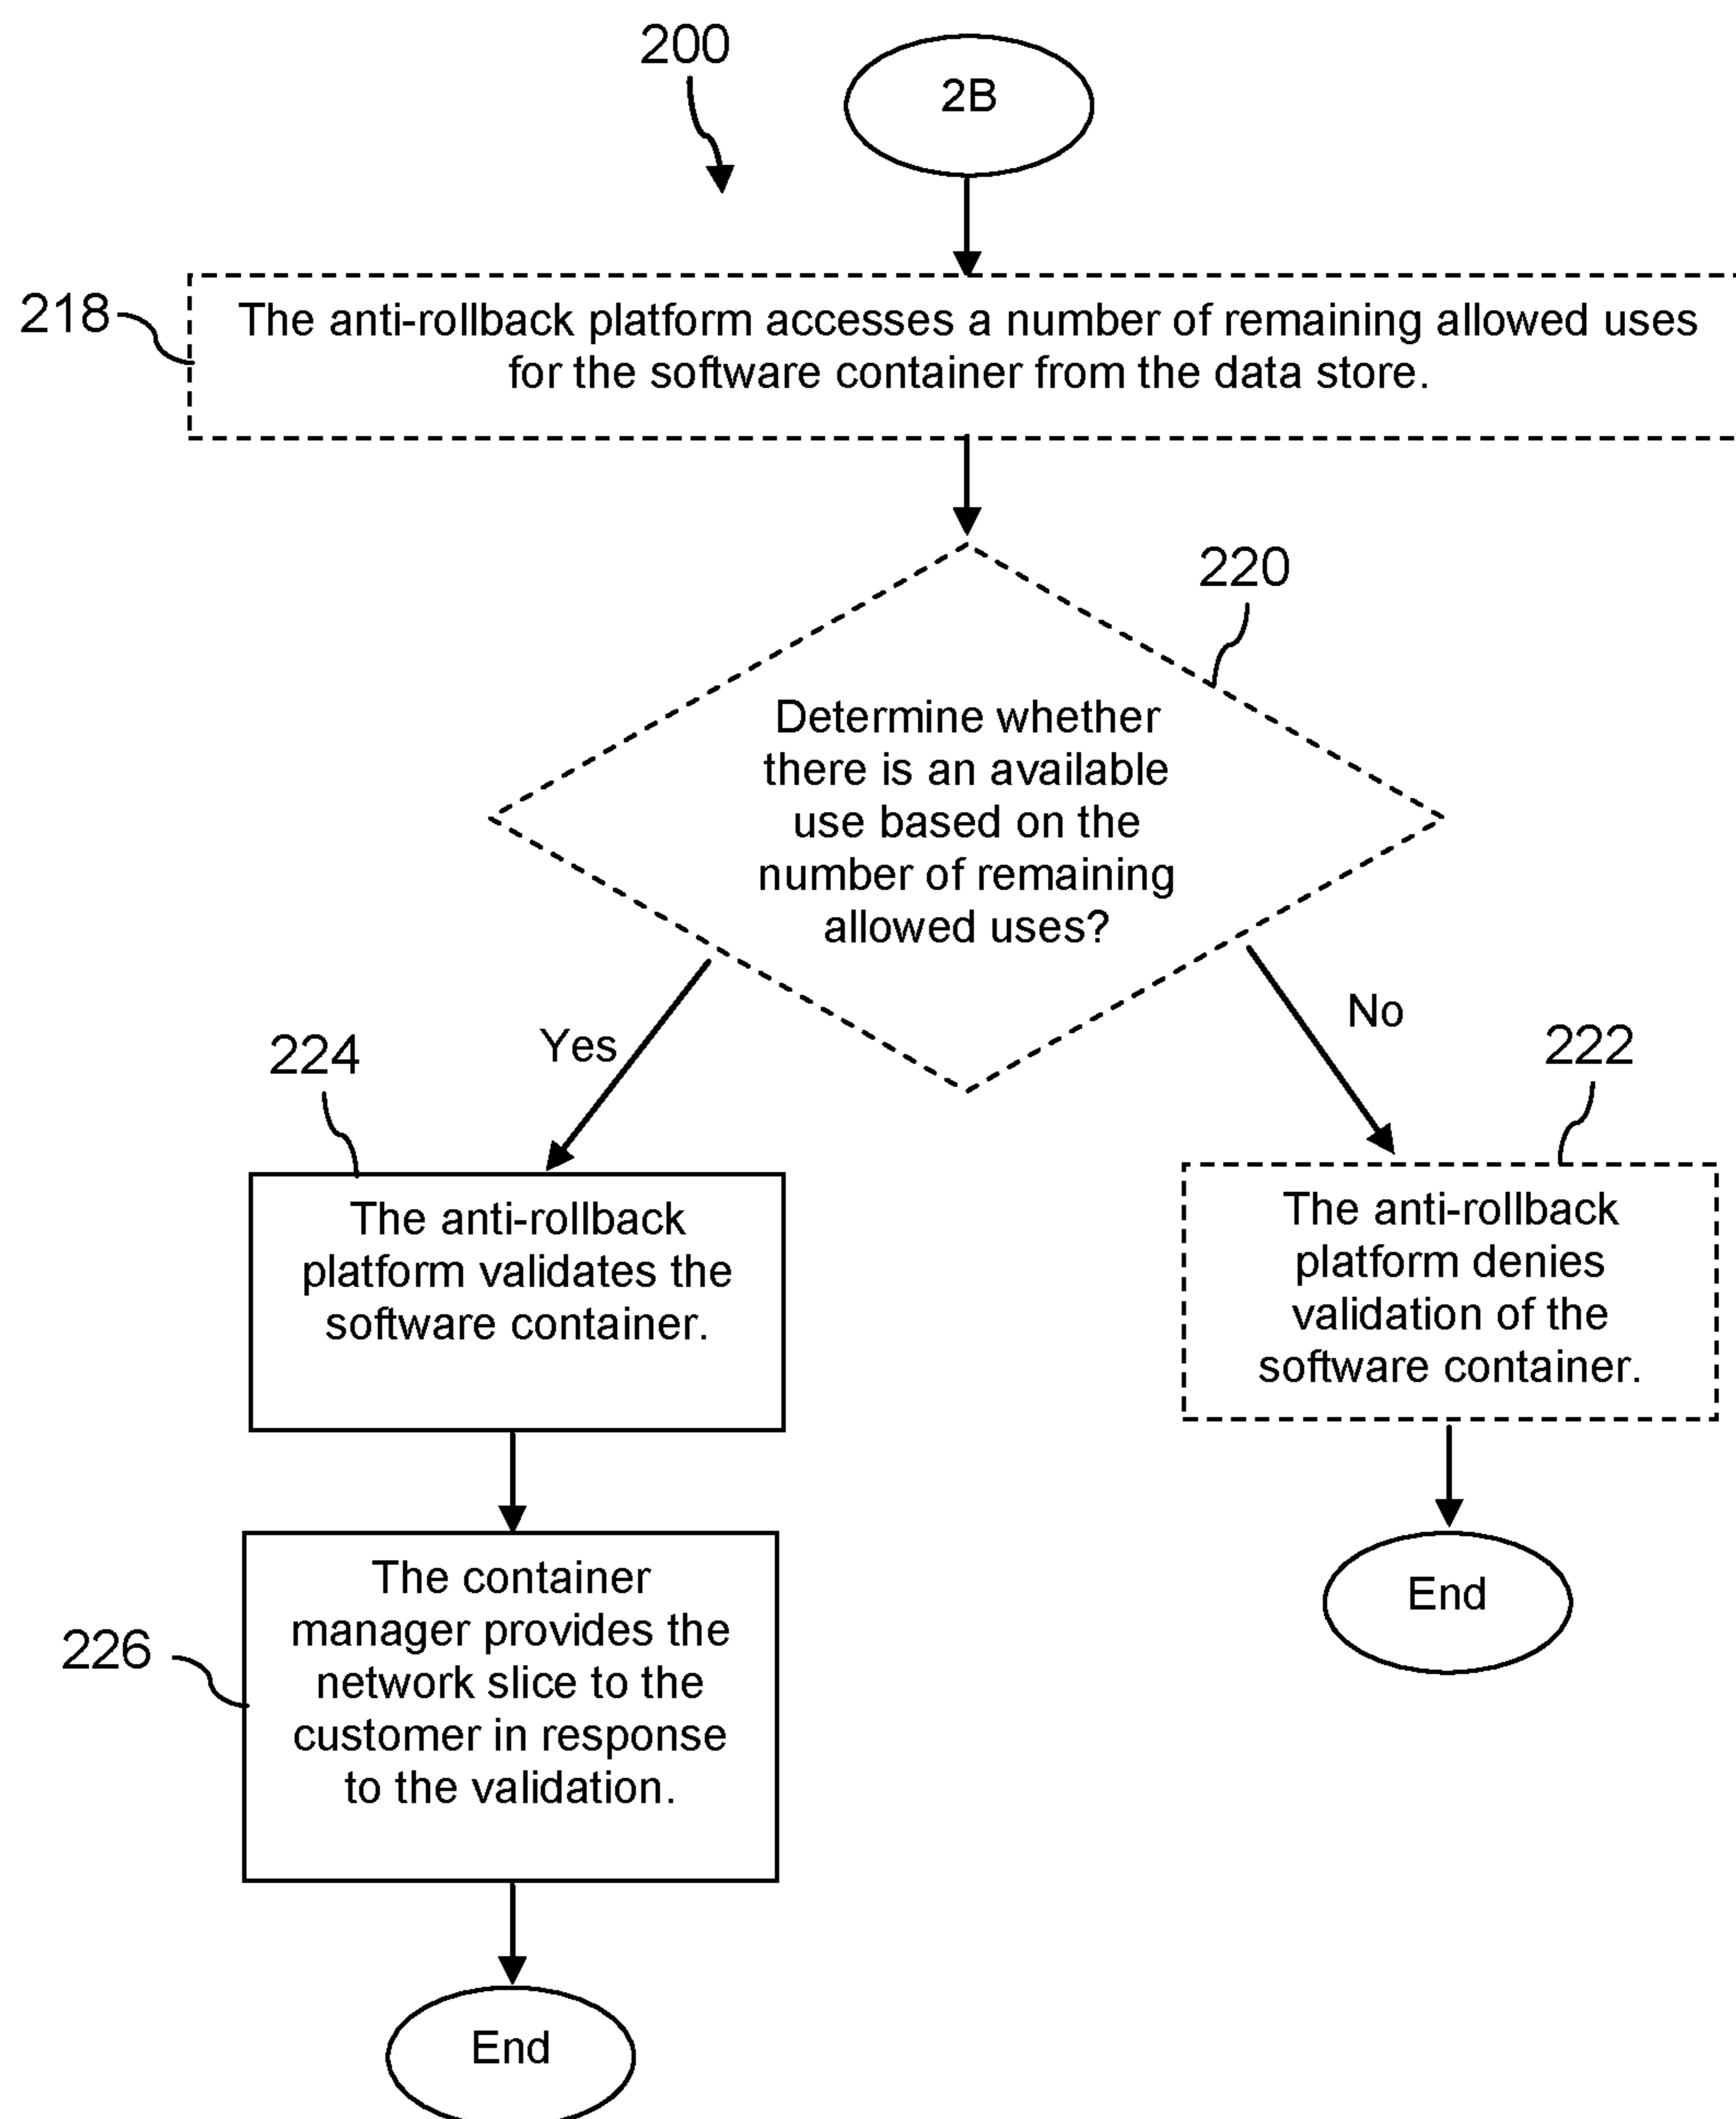 200
2B
218
The anti-rollback platform accesses a number of remaining allowed uses
for the software container from the data store.
220
Determine whether
there is an available
use based on the
number of remaining
allowed uses?
Yes
No
224
222
The anti-rollback
platform validates the
software container.
The anti-rollback
platform denies
validation of the
software container.
226
The container
manager provides the
network slice to the
customer in response
to the validation.
End
End